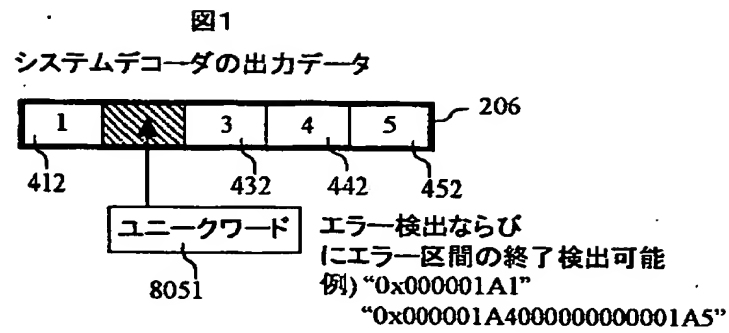 図1
システムデコーダの出力データ
1 3 4 5
206
412 432 442 452
ユニークワード
8051
エラー検出ならび
にエラー区間の終了検出可能
例) “0x000001A1”
“0x000001A4000000000001A5”